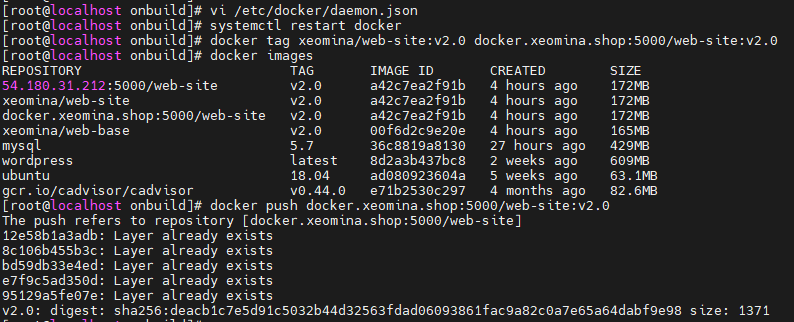 [root@localhost onbuild]# vi /etc/docker/daemon.json
[root@localhost onbuild]# systemctl restart docker
[root@localhost onbuild]# docker tag xeomina/web-site:v2.0 docker.xeomina.shop:5000/web-site:v2.0
[root@localhost onbuild]# docker images
REPOSITORY TAG IMAGE ID CREATED SIZE
54.180.31.212:5000/web-site v2.0 a42c7ea2f91b 4 hours ago 172MB
xeomina/web-site v2.0 a42c7ea2f91b 4 hours ago 172MB
docker.xeomina.shop:5000/web-site v2.0 a42c7ea2f91b 4 hours ago 172MB
xeomina/web-base v2.0 00f6d2c9e20e 4 hours ago 165MB
mysql 5.7 36c8819a8130 27 hours ago 429MB
wordpress latest 8d2a3b437bc8 2 weeks ago 609MB
ubuntu 18.04 ad080923604a 5 weeks ago 63.1MB
gcr.io/cadvisor/cadvisor v0.44.0 e71b2530c297 4 months ago 82.6MB
[root@localhost onbuild]# docker push docker.xeomina.shop:5000/web-site:v2.0
The push refers to repository [docker.xeomina.shop:5000/web-site]
12e58b1a3adb: Layer already exists
8c106b455b3c: Layer already exists
bd59db33e4ed: Layer already exists
e7f9c5ad350d: Layer already exists
95129a5fe07e: Layer already exists
v2.0: digest: sha256:deacb1c7e5d91c5032b44d32563fdad06093861fac9a82c0a7e65a64dabf9e98 size: 1371
[root@localhost onbuild]#